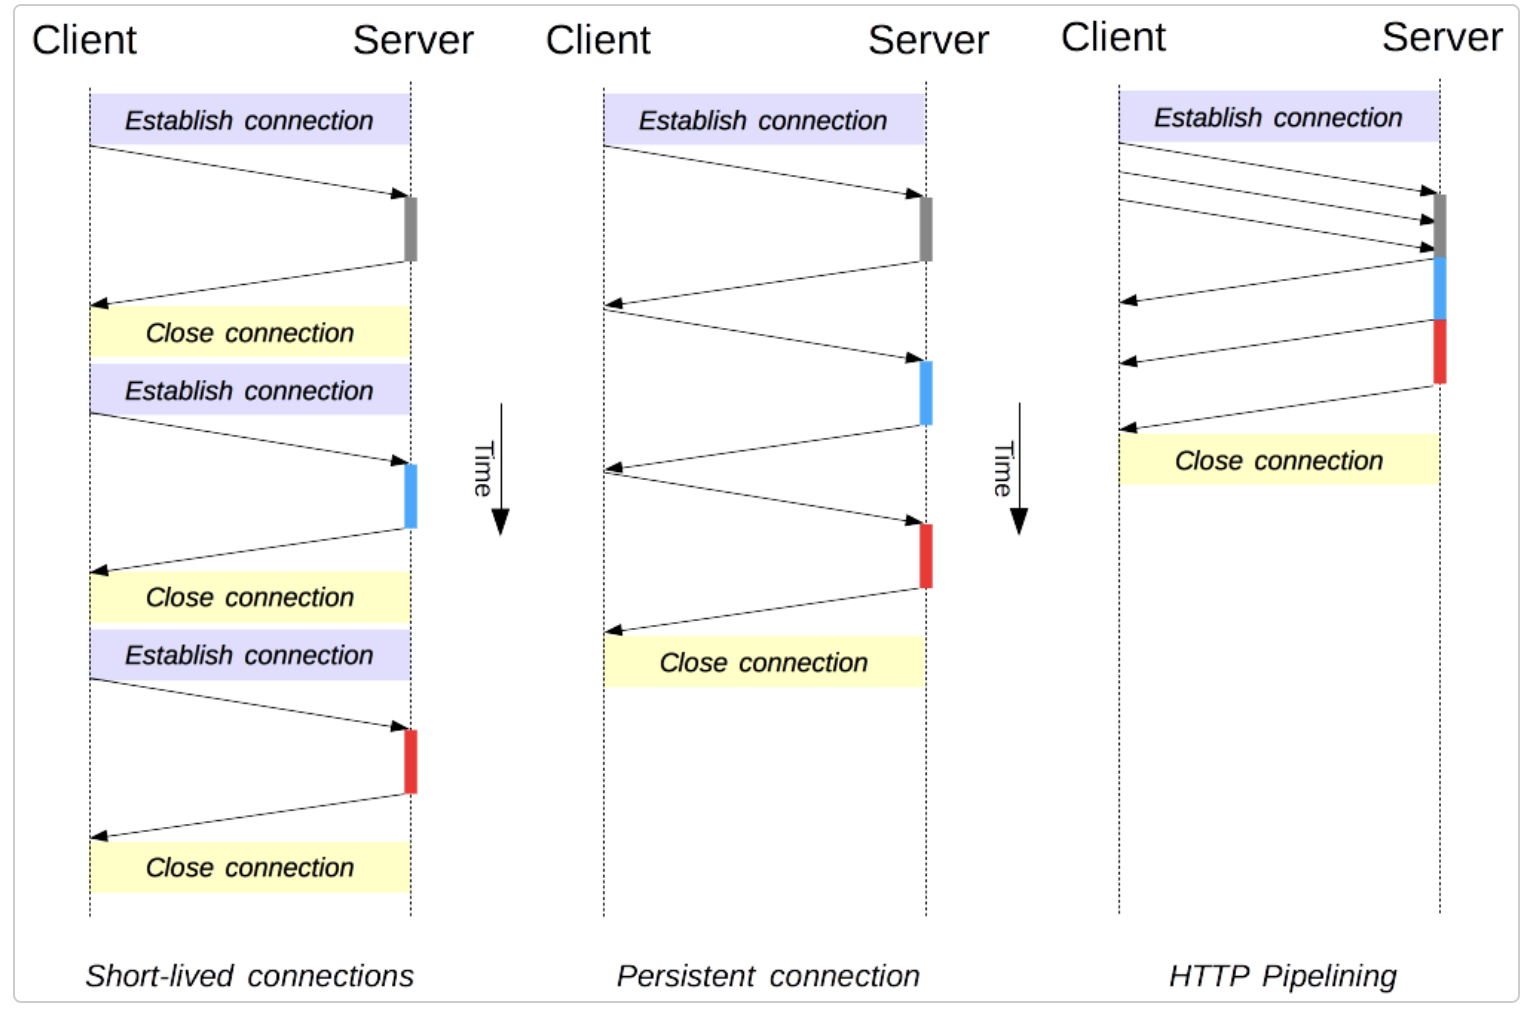 Client
Server
Establish connection
Close connection
Establish connection
Close connection
Establish connection
Close connection
Short-lived connections
Time
Client
Server
Establish connection
Close connection
Persistent connection
Time
Client
Server
Establish connection
Close connection
HTTP Pipelining